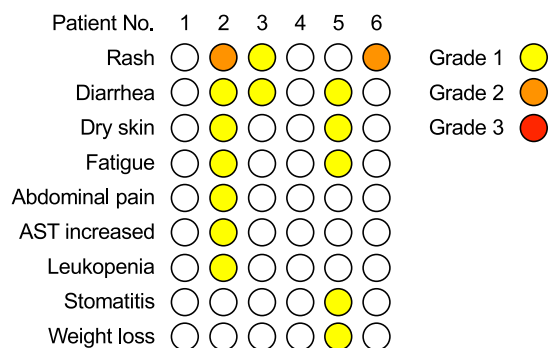 Patient No. 1 2 3 4 5 6
Rash Grade 1
Diarrhea Grade 2
Dry skin Grade 3
Fatigue
Abdominal pain
AST increased
Leukopenia
Stomatitis
Weight loss